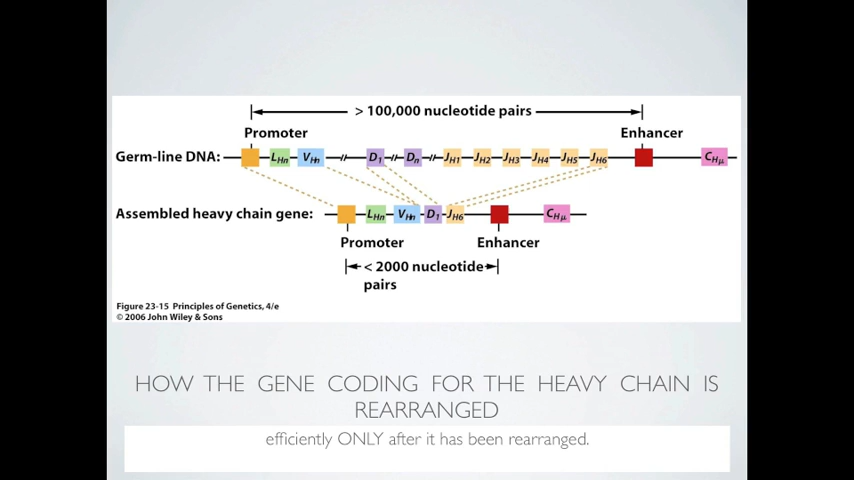 > 100,000 nucleotide pairs
Promoter Enhancer
Germ-line DNA: LHn VHn D1 Dn JH1 JH2 JH3 JH4 JH5 JH6 CHμ
Assembled heavy chain gene: LHn VHn D1 JH6 CHμ
Promoter Enhancer
< 2000 nucleotide
pairs
Figure 23-15 Principles of Genetics, 4/e
© 2006 John Wiley & Sons
HOW THE GENE CODING FOR THE HEAVY CHAIN IS
REARRANGED
efficiently ONLY after it has been rearranged.